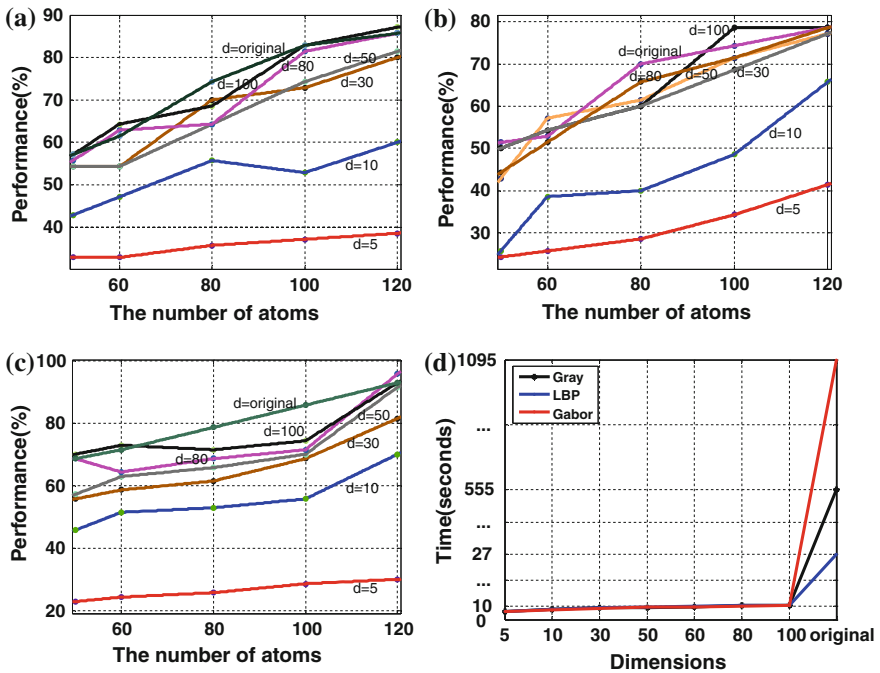 (a)
90
80
70
60
50
40
Performance(%)
d=original
d=100
d=80
d=50
d=30
d=10
d=5
60
80
100
120
The number of atoms
(b)
80
70
60
50
40
30
Performance(%)
d=100
d=original
d=80
d=50
d=30
d=10
d=5
60
80
100
120
The number of atoms
(c)
100
80
60
40
20
Performance(%)
d=original
d=100
d=80
d=50
d=30
d=10
d=5
60
80
100
120
The number of atoms
(d)
1095
...
555
...
27
...
10
0
Time(seconds)
Gray
LBP
Gabor
5
10
30
50
60
80
100
original
Dimensions